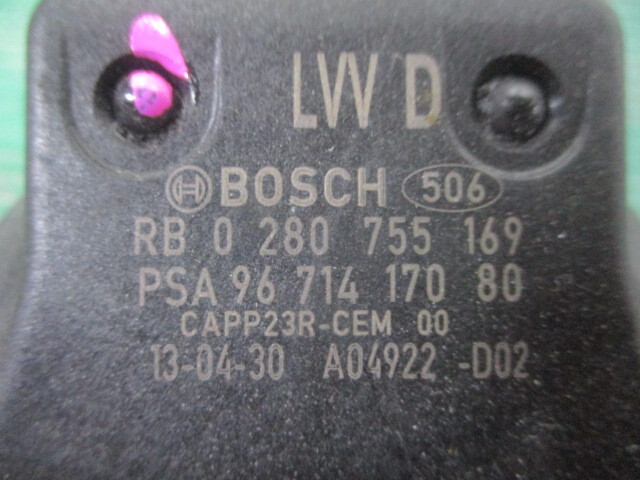 LW D
BOSCH 506
RB 0 280 755 169
PSA 96 714 170 80
CAPP23R-CEM 00
13-04-30 A04922 -D02